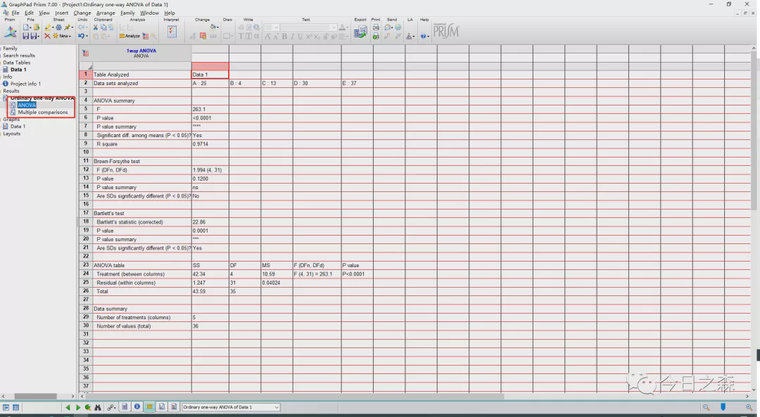 GraphPad Prism 7.00 - [Project1:Ordinary one-way ANOVA of Data 1]
File Edit View Insert Change Arrange Family Window Help
Prism File Sheet Undo Clipboard Analysis Change Write Text Export Print Send LA Help
New Analyze PRISM
Family
Search results
Data Tables
Data 1
Info
Project info 1
Results
Ordinary one-way ANOVA
ANOVA
Multiple comparisons
Graphs
Data 1
Layouts
1way ANOVA
ANOVA
1 Table Analyzed Data 1
2 Data sets analyzed A : 25 B : 4 C : 13 D : 30 E : 37
3
4 ANOVA summary
5 F 263.1
6 P value <0.0001
7 P value summary ****
8 Significant diff. among means (P < 0.05)? Yes
9 R square 0.9714
10
11 Brown-Forsythe test
12 F (DFn, DFd) 1.994 (4, 31)
13 P value 0.1200
14 P value summary ns
15 Are SDs significantly different (P < 0.05)? No
16
17 Bartlett's test
18 Bartlett's statistic (corrected) 22.86
19 P value 0.0001
20 P value summary ***
21 Are SDs significantly different (P < 0.05)? Yes
22
23 ANOVA table SS DF MS F (DFn, DFd) P value
24 Treatment (between columns) 42.34 4 10.59 F (4, 31) = 263.1 P<0.0001
25 Residual (within columns) 1.247 31 0.04024
26 Total 43.59 35
27
28 Data summary
29 Number of treatments (columns) 5
30 Number of values (total) 36
31
32
33
34
35
36
37
今日之森
Ordinary one-way ANOVA of Data 1